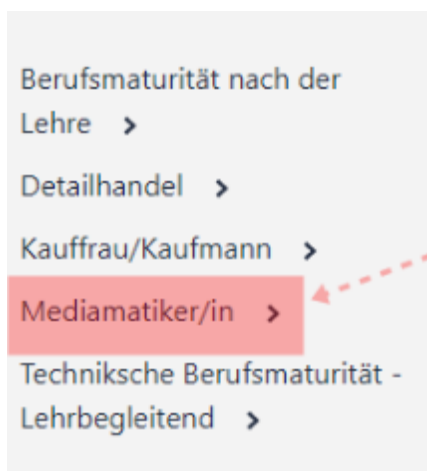 Berufsmaturität nach der
Lehre >
Detailhandel >
Kauffrau/Kaufmann >
Mediamatiker/in >
Techniksche Berufsmaturität -
Lehrbegleitend >